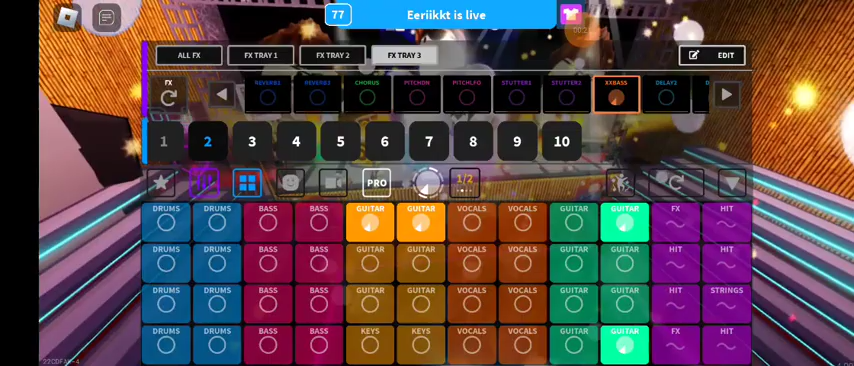 77 Eeriikkt is live
ALL FX FX TRAY 1 FX TRAY 2 FX TRAY 3 EDIT
FX REVERB2 REVERB3 CHORUS PITCHDN PITCHLFO STUTTER1 STUTTER2 XXBASS DELAY2
1 2 3 4 5 6 7 8 9 10
PRO 1/2
DRUMS DRUMS BASS BASS GUITAR GUITAR VOCALS VOCALS GUITAR GUITAR FX HIT
DRUMS DRUMS BASS BASS GUITAR GUITAR VOCALS VOCALS GUITAR GUITAR HIT HIT
DRUMS DRUMS BASS BASS GUITAR GUITAR VOCALS VOCALS GUITAR GUITAR HIT STRINGS
DRUMS DRUMS BASS BASS KEYS KEYS VOCALS VOCALS GUITAR GUITAR FX HIT